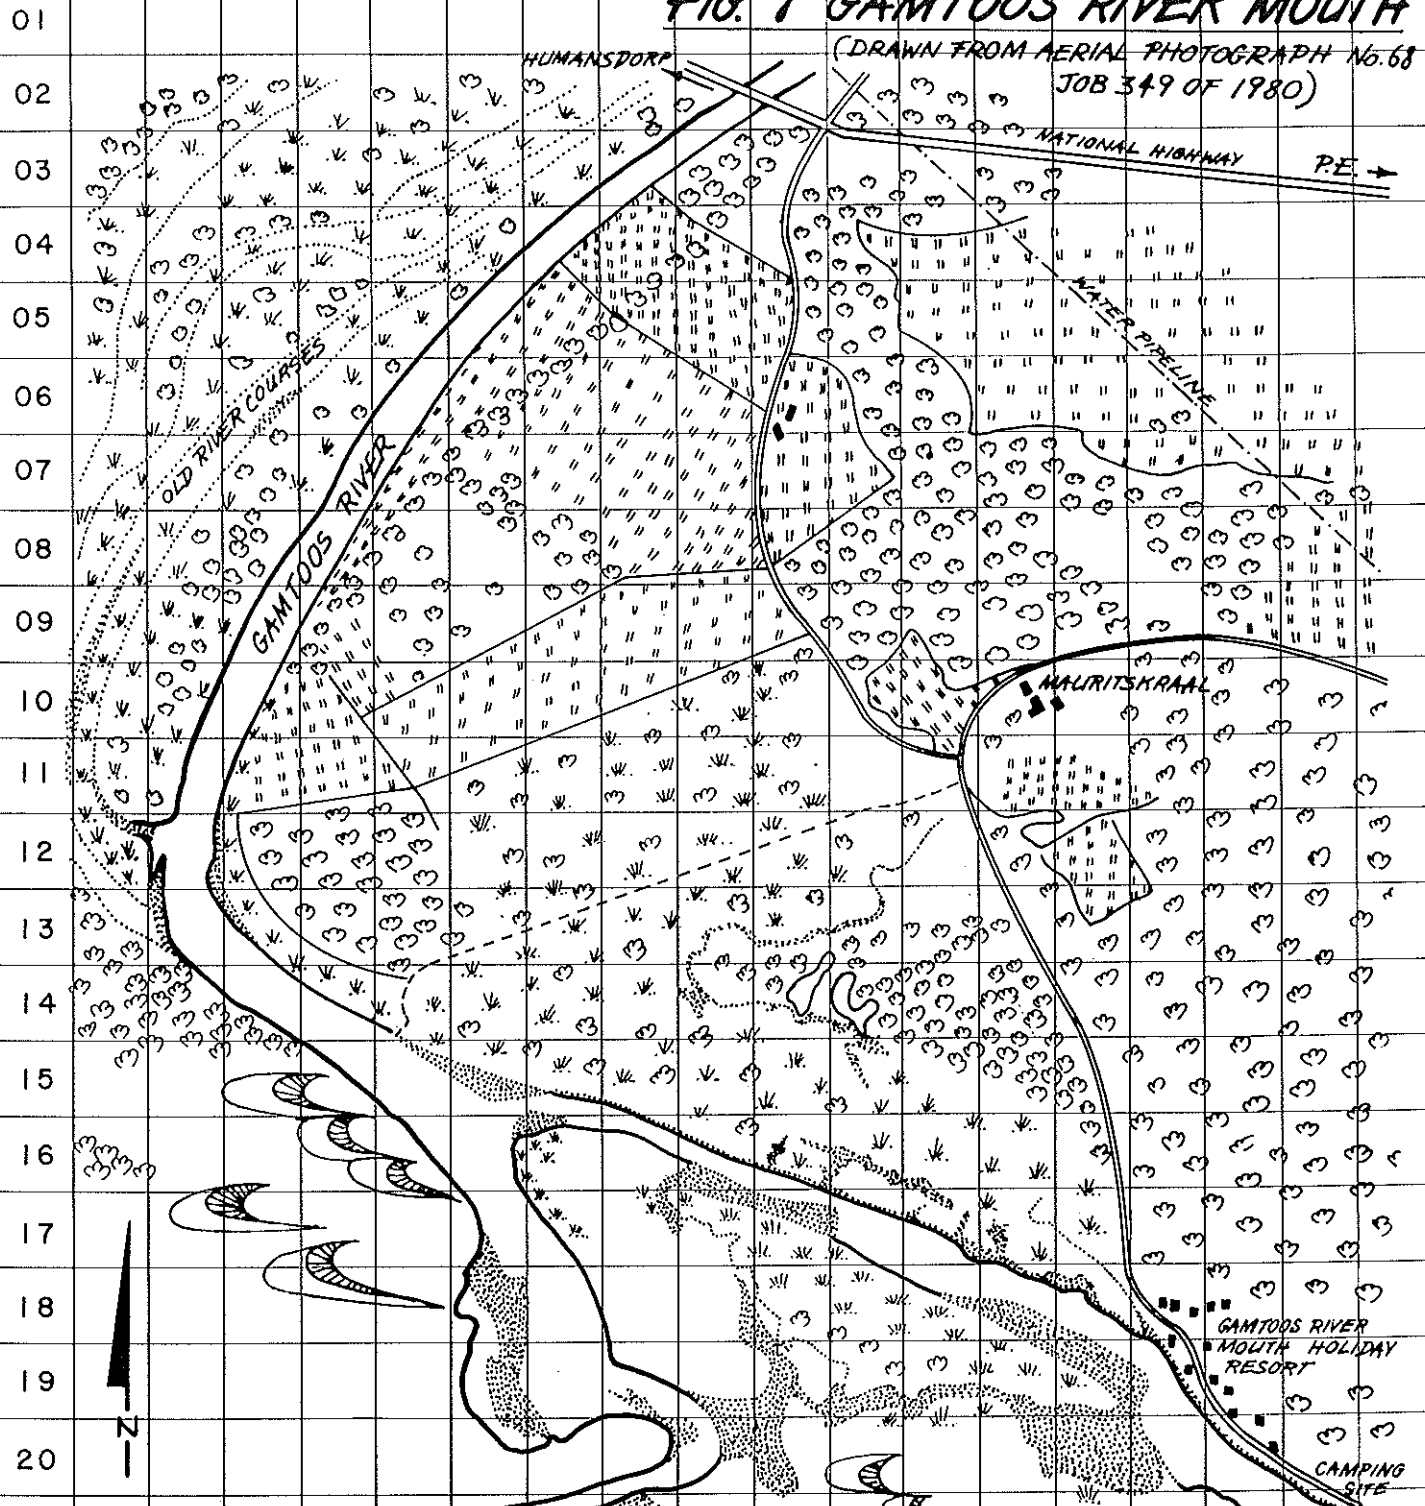 01
FIG. 1 GAMTOOS RIVER MOUTH
(DRAWN FROM AERIAL PHOTOGRAPH No.68
JOB 349 OF 1980)
HUMANSDORP
02
NATIONAL HIGHWAY
P.E.
03
04
WATER PIPELINE
05
OLD RIVER COURSES
06
07
GAMTOOS RIVER
08
09
MAURITSKRAAL
10
11
12
13
14
15
16
17
18
GAMTOOS RIVER
MOUTH HOLIDAY
RESORT
19
N
20
CAMPING
SITE